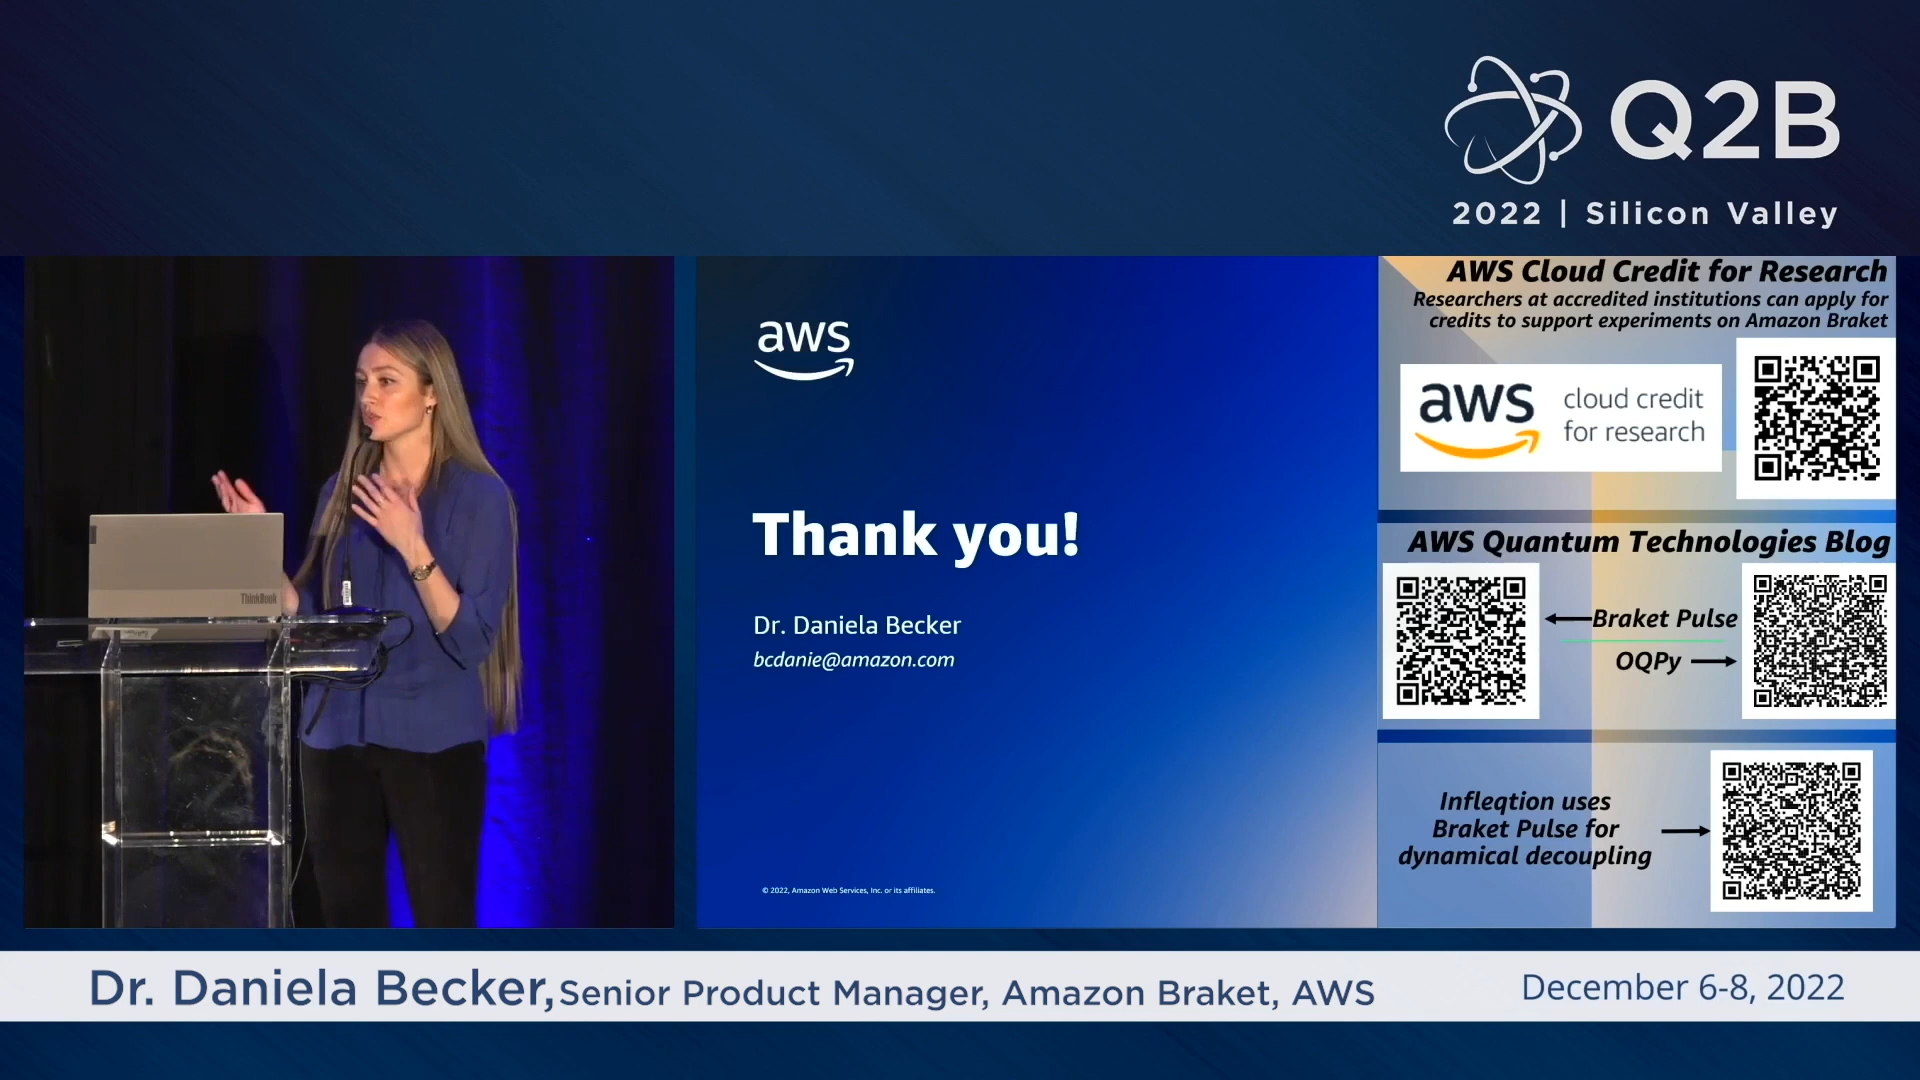 Q2B
2022 | Silicon Valley
AWS Cloud Credit for Research
Researchers at accredited institutions can apply for
credits to support experiments on Amazon Braket
aws
aws
cloud credit
for research
Thank you!
AWS Quantum Technologies Blog
Braket Pulse
OQPy
ThinkBook
Dr. Daniela Becker
bcdanie@amazon.com
Infleqtion uses
Braket Pulse for
dynamical decoupling
© 2022, Amazon Web Services, Inc. or its affiliates.
Dr. Daniela Becker, Senior Product Manager, Amazon Braket, AWS
December 6-8, 2022